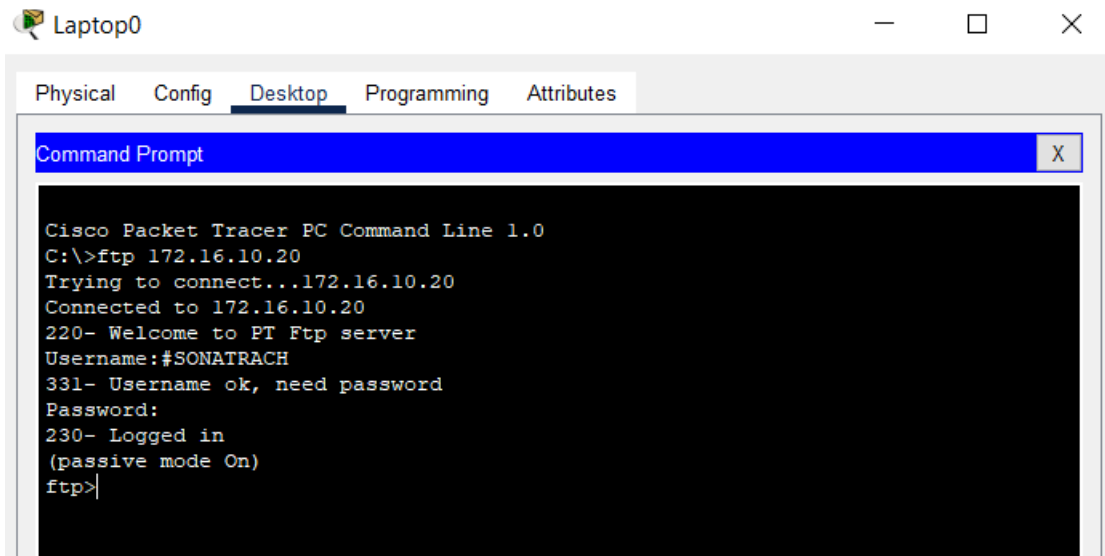 Laptop0
Physical Config Desktop Programming Attributes
Command Prompt X
Cisco Packet Tracer PC Command Line 1.0
C:\>ftp 172.16.10.20
Trying to connect...172.16.10.20
Connected to 172.16.10.20
220- Welcome to PT Ftp server
Username:#SONATRACH
331- Username ok, need password
Password:
230- Logged in
(passive mode On)
ftp>